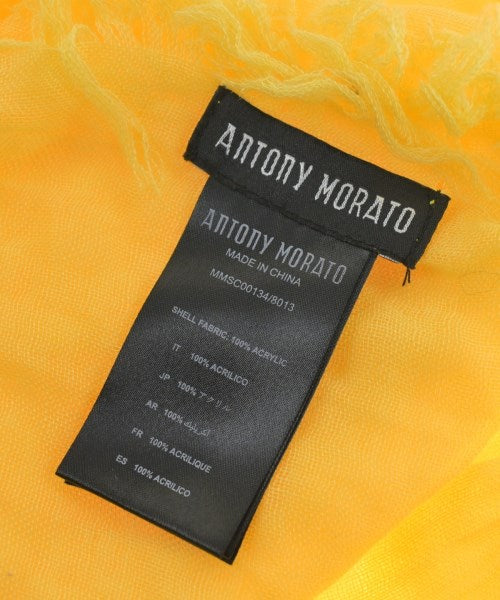 ANTONY MORATO
ANTONY MORATO
MADE IN CHINA
MMSC00134/8013
SHELL FABRIC: 100% ACRYLIC
IT 100% ACRILICO
JP 100% アクリル
AR 100% أكريليك
FR 100% ACRILIQUE
ES 100% ACRILICO